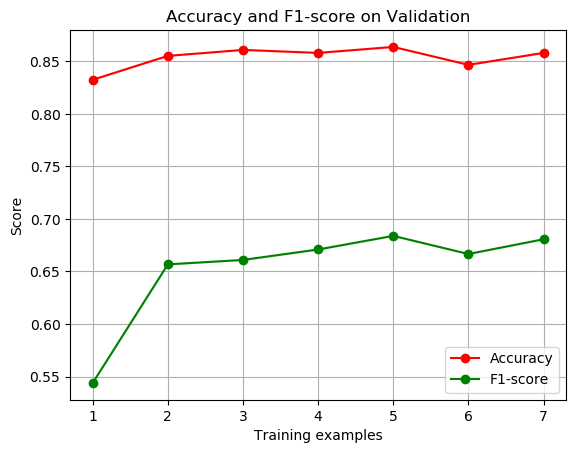 Accuracy and F1-score on Validation
0.85
0.80
0.75
0.70
0.65
0.60
0.55
Score
1 2 3 4 5 6 7
Training examples
Accuracy
F1-score